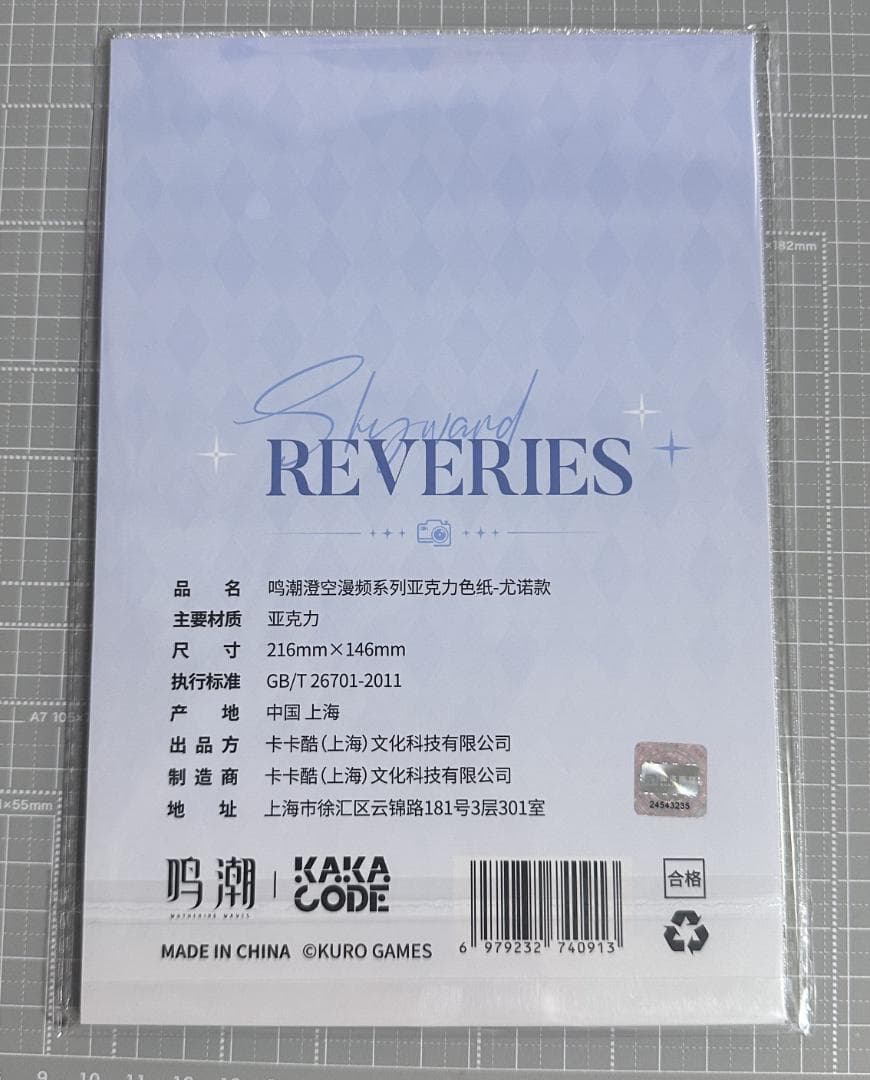 ×182mm
Skyward
REVERIES
品 名 鸣潮澄空漫频系列亚克力色纸-尤诺款
主要材质 亚克力
尺 寸 216mm×146mm
执行标准 GB/T 26701-2011
产 地 中国 上海
A7 105×
出 品 方 卡卡酷(上海)文化科技有限公司
制 造 商 卡卡酷(上海)文化科技有限公司
×55mm
地 址 上海市徐汇区云锦路181号3层301室
24543235
鸣潮
WUTHERING WAVES
KAKA
CODE
合格
6 979232 740913
MADE IN CHINA ©KURO GAMES
9 10 11